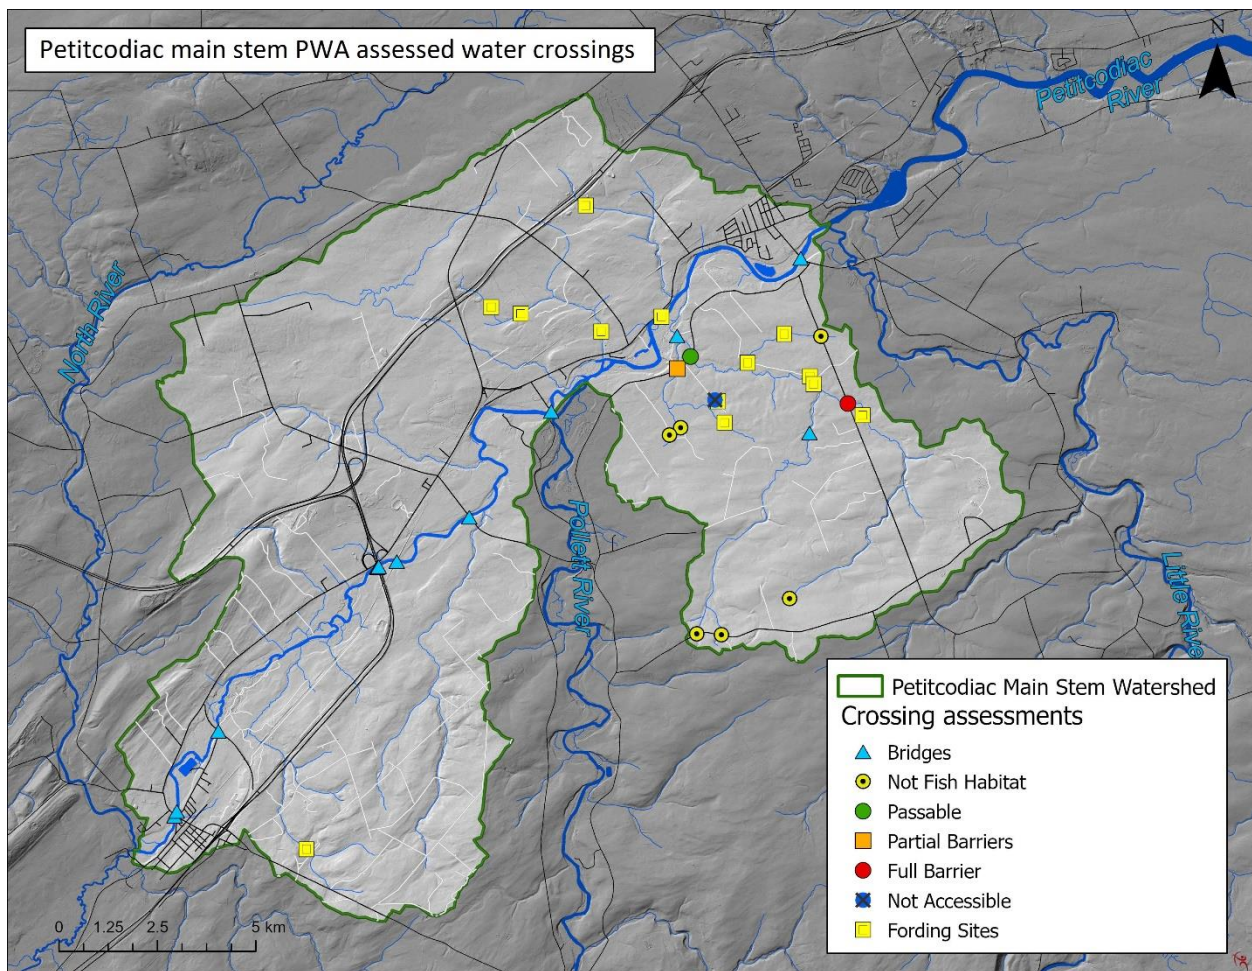 Petitcodiac main stem PWA assessed water crossings
N
Petitcodiac
River
North River
Pollett River
Little River
Petitcodiac Main Stem Watershed
Crossing assessments
Bridges
Not Fish Habitat
Passable
Partial Barriers
Full Barrier
Not Accessible
Fording Sites
0 1.25 2.5 5 km